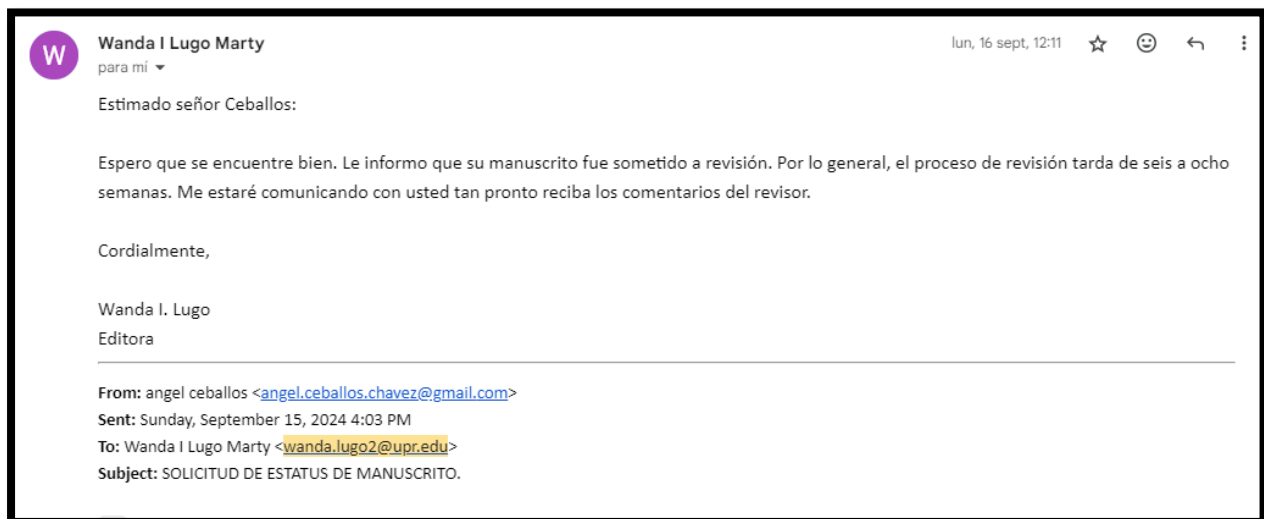 W
Wanda I Lugo Marty
lun, 16 sept, 12:11
para mí
Estimado señor Ceballos:
Espero que se encuentre bien. Le informo que su manuscrito fue sometido a revisión. Por lo general, el proceso de revisión tarda de seis a ocho
semanas. Me estaré comunicando con usted tan pronto reciba los comentarios del revisor.
Cordialmente,
Wanda I. Lugo
Editora
From: angel ceballos <angel.ceballos.chavez@gmail.com>
Sent: Sunday, September 15, 2024 4:03 PM
To: Wanda I Lugo Marty <wanda.lugo2@upr.edu>
Subject: SOLICITUD DE ESTATUS DE MANUSCRITO.